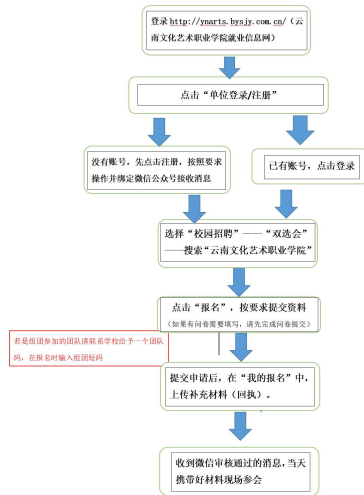 登录 http://ynarts.bysjy.com.cn/（云
南文化艺术职业学院就业信息网）
点击“单位登录/注册”
没有账号，先点击注册，按照要求
操作并绑定微信公众号接收消息
已有账号，点击登录
选择“校园招聘”——“双选会”
——搜索“云南文化艺术职业学院”
点击“报名”，按要求提交资料
（如果有问卷需要填写，请先完成问卷提交）
若是组团参加的团队请联系学校给予一个团队
码，在报名时输入组团短码
提交申请后，在“我的报名”中，
上传补充材料（回执）。
收到微信审核通过的消息，当天
携带好材料现场参会